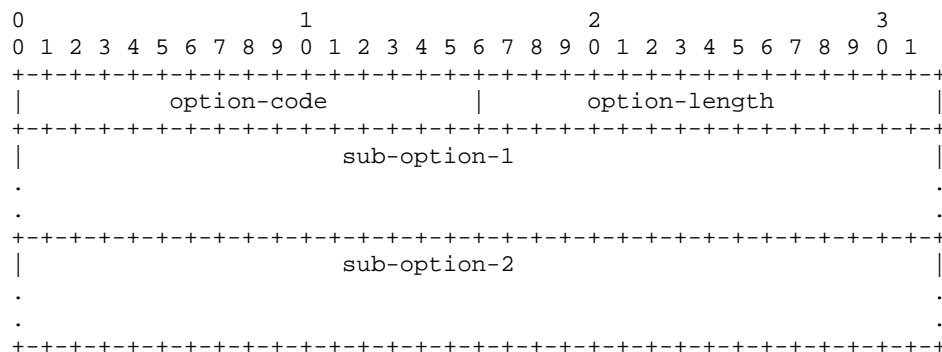 0                   1                   2                   3
0 1 2 3 4 5 6 7 8 9 0 1 2 3 4 5 6 7 8 9 0 1 2 3 4 5 6 7 8 9 0 1
+-+-+-+-+-+-+-+-+-+-+-+-+-+-+-+-+-+-+-+-+-+-+-+-+-+-+-+-+-+-+-+-+
|          option-code          |       option-length           |
+-+-+-+-+-+-+-+-+-+-+-+-+-+-+-+-+-+-+-+-+-+-+-+-+-+-+-+-+-+-+-+-+
|                      sub-option-1                             |
.                                                               .
.                                                               .
+-+-+-+-+-+-+-+-+-+-+-+-+-+-+-+-+-+-+-+-+-+-+-+-+-+-+-+-+-+-+-+-+
|                      sub-option-2                             |
.                                                               .
.                                                               .
+-+-+-+-+-+-+-+-+-+-+-+-+-+-+-+-+-+-+-+-+-+-+-+-+-+-+-+-+-+-+-+-+